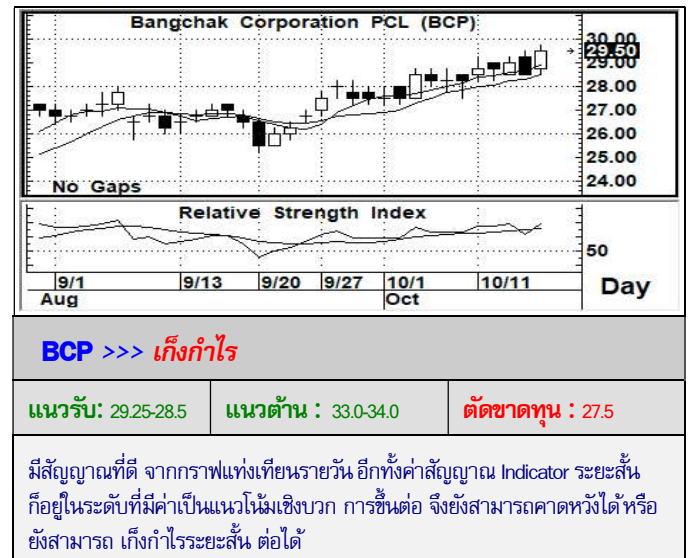 Bangchak Corporation PCL (BCP)
30.00
29.50
29.00
28.00
27.00
26.00
25.00
24.00
No Gaps
Relative Strength Index
50
9/1 9/13 9/20 9/27 10/1 10/11
Aug Oct
Day
BCP >>> เก็งกำไร
แนวรับ: 29.25-28.5 แนวต้าน : 33.0-34.0 ตัดขาดทุน : 27.5
มีสัญญาณที่ดี จากกราฟแท่งเทียนรายวัน อีกทั้งค่าสัญญาณ Indicator ระยะสั้น
ก็อยู่ในระดับที่มีค่าเป็นแนวโน้มเชิงบวก การขึ้นต่อ จึงยังสามารถคาดหวังได้ หรือ
ยังสามารถ เก็งกำไรระยะสั้น ต่อได้